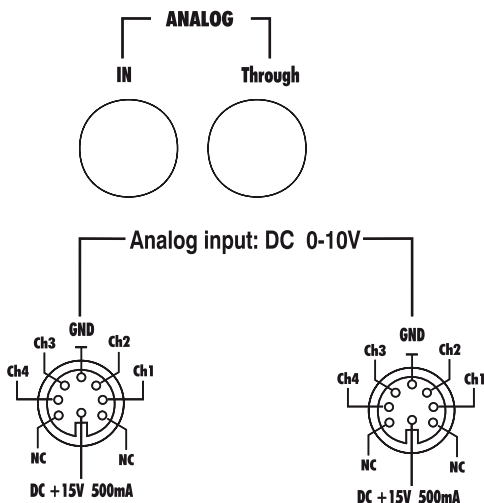 ANALOG
IN Through
Analog input: DC 0-10V
GND
Ch3 Ch2
Ch4 Ch1
NC NC
DC +15V 500mA
GND
Ch3 Ch2
Ch4 Ch1
NC NC
DC +15V 500mA